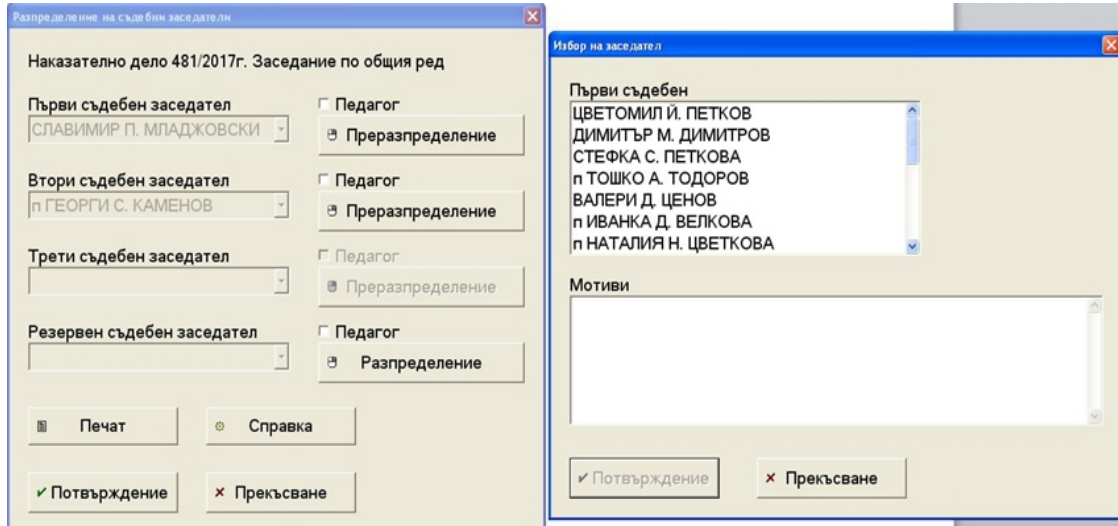 Разпределение на съдебни заседатели
Наказателно дело 481/2017г. Заседание по общия ред
Първи съдебен заседател
Педагог
СЛАВИМИР П. МЛАДЖОВСКИ
Преразпределение
Втори съдебен заседател
Педагог
п ГЕОРГИ С. КАМЕНОВ
Преразпределение
Трети съдебен заседател
Педагог
Преразпределение
Резервен съдебен заседател
Педагог
Разпределение
Печат
Справка
Потвърждение
Прекъсване
Избор на заседател
Първи съдебен
ЦВЕТОМИЛ Й. ПЕТКОВ
ДИМИТЪР М. ДИМИТРОВ
СТЕФКА С. ПЕТКОВА
п ТОШКО А. ТОДОРОВ
ВАЛЕРИ Д. ЦЕНОВ
п ИВАНКА Д. ВЕЛКОВА
п НАТАЛИЯ Н. ЦВЕТКОВА
Мотиви
Потвърждение
Прекъсване